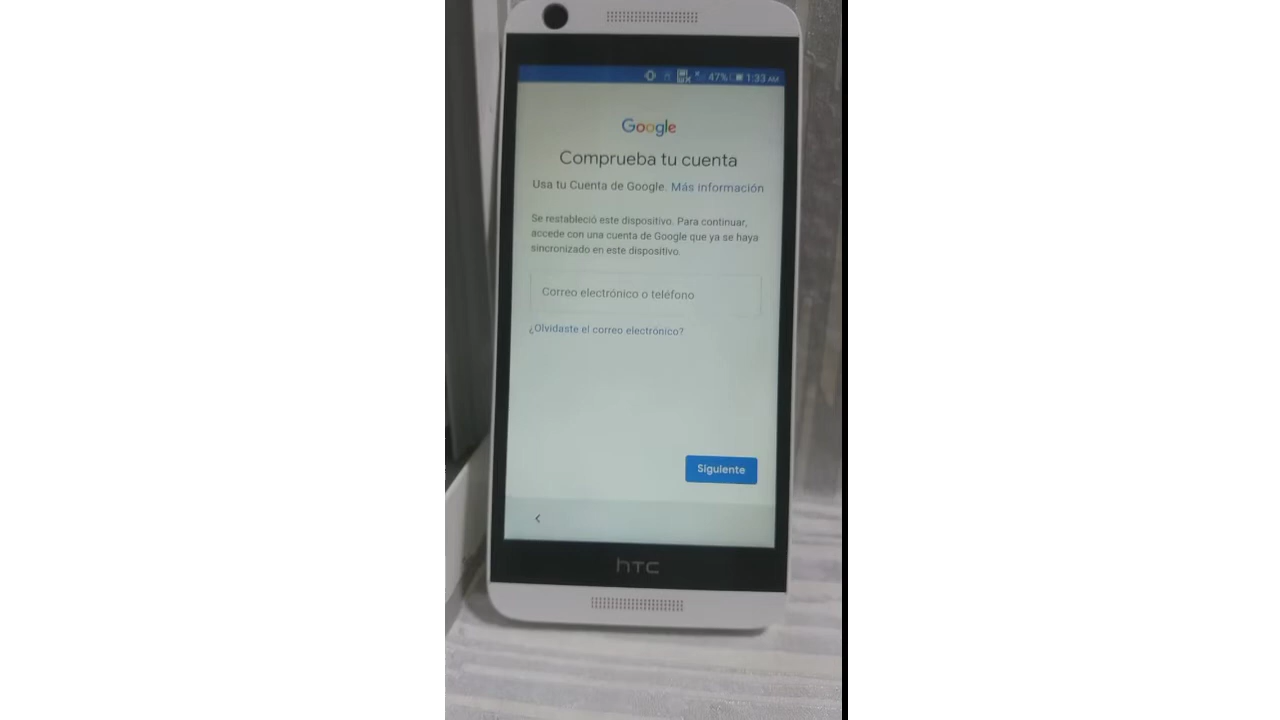 47% 1:33 AM
Google
Comprueba tu cuenta
Usa tu Cuenta de Google. Más información
Se restableció este dispositivo. Para continuar,
accede con una cuenta de Google que ya se haya
sincronizado en este dispositivo.
Correo electrónico o teléfono
¿Olvidaste el correo electrónico?
Siguiente
hTC